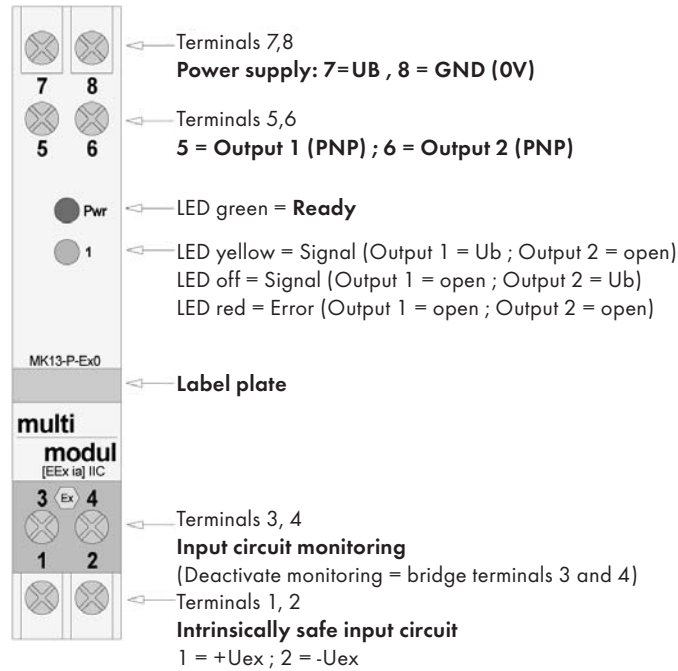 Terminals 7,8
Power supply: 7=UB , 8 = GND (0V)
7 8
Terminals 5,6
5 6
5 = Output 1 (PNP) ; 6 = Output 2 (PNP)
Pwr
LED green = Ready
1
LED yellow = Signal (Output 1 = Ub ; Output 2 = open)
LED off = Signal (Output 1 = open ; Output 2 = Ub)
LED red = Error (Output 1 = open ; Output 2 = open)
MK13-P-Ex0
Label plate
multi
modul
[EEx ia] IIC
3 Ex 4
Terminals 3, 4
Input circuit monitoring
1 2
(Deactivate monitoring = bridge terminals 3 and 4)
Terminals 1, 2
Intrinsically safe input circuit
1 = +Uex ; 2 = -Uex